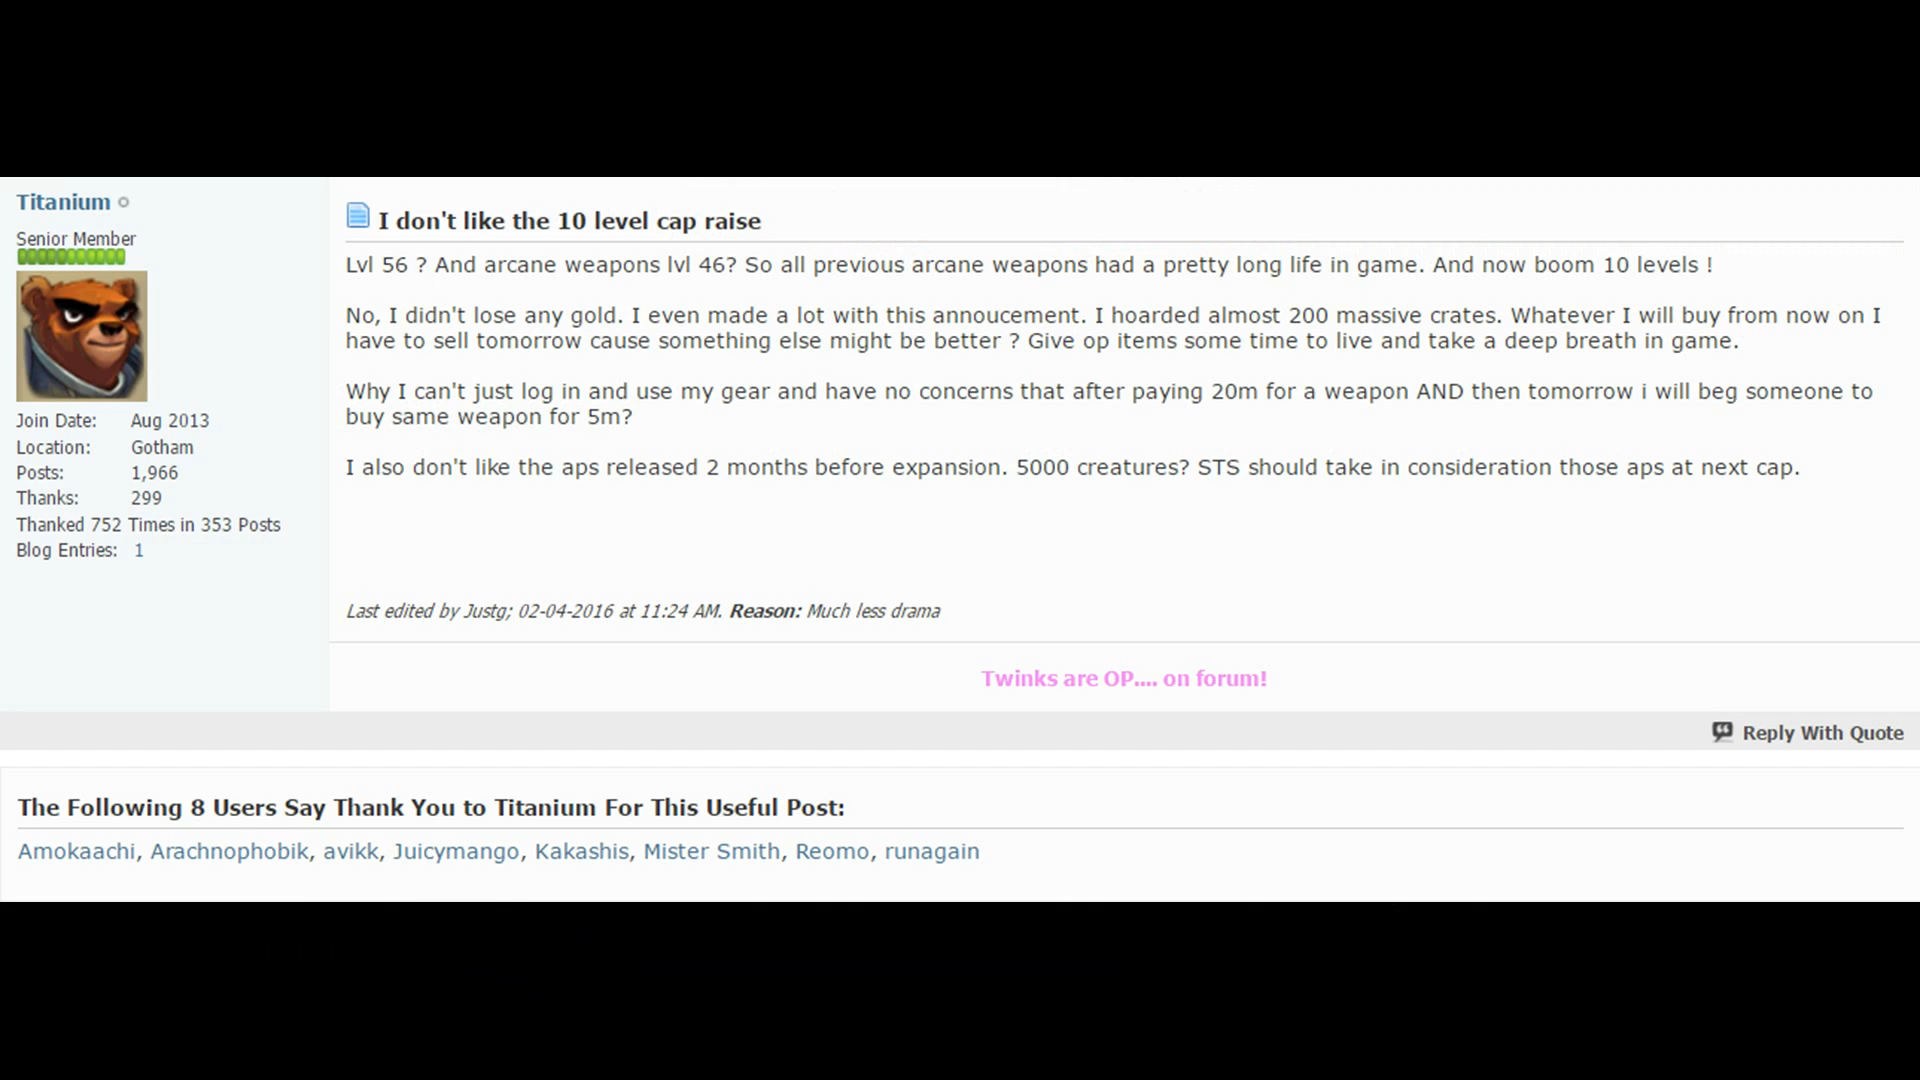 Titanium
Senior Member
Join Date: Aug 2013
Location: Gotham
Posts: 1,966
Thanks: 299
Thanked 752 Times in 353 Posts
Blog Entries: 1
I don't like the 10 level cap raise
Lvl 56 ? And arcane weapons lvl 46? So all previous arcane weapons had a pretty long life in game. And now boom 10 levels !
No, I didn't lose any gold. I even made a lot with this annoucement. I hoarded almost 200 massive crates. Whatever I will buy from now on I
have to sell tomorrow cause something else might be better ? Give op items some time to live and take a deep breath in game.
Why I can't just log in and use my gear and have no concerns that after paying 20m for a weapon AND then tomorrow i will beg someone to
buy same weapon for 5m?
I also don't like the aps released 2 months before expansion. 5000 creatures? STS should take in consideration those aps at next cap.
Last edited by Justg; 02-04-2016 at 11:24 AM. Reason: Much less drama
Twinks are OP.... on forum!
Reply With Quote
The Following 8 Users Say Thank You to Titanium For This Useful Post:
Amokaachi, Arachnophobik, avikk, Juicymango, Kakashis, Mister Smith, Reomo, runagain